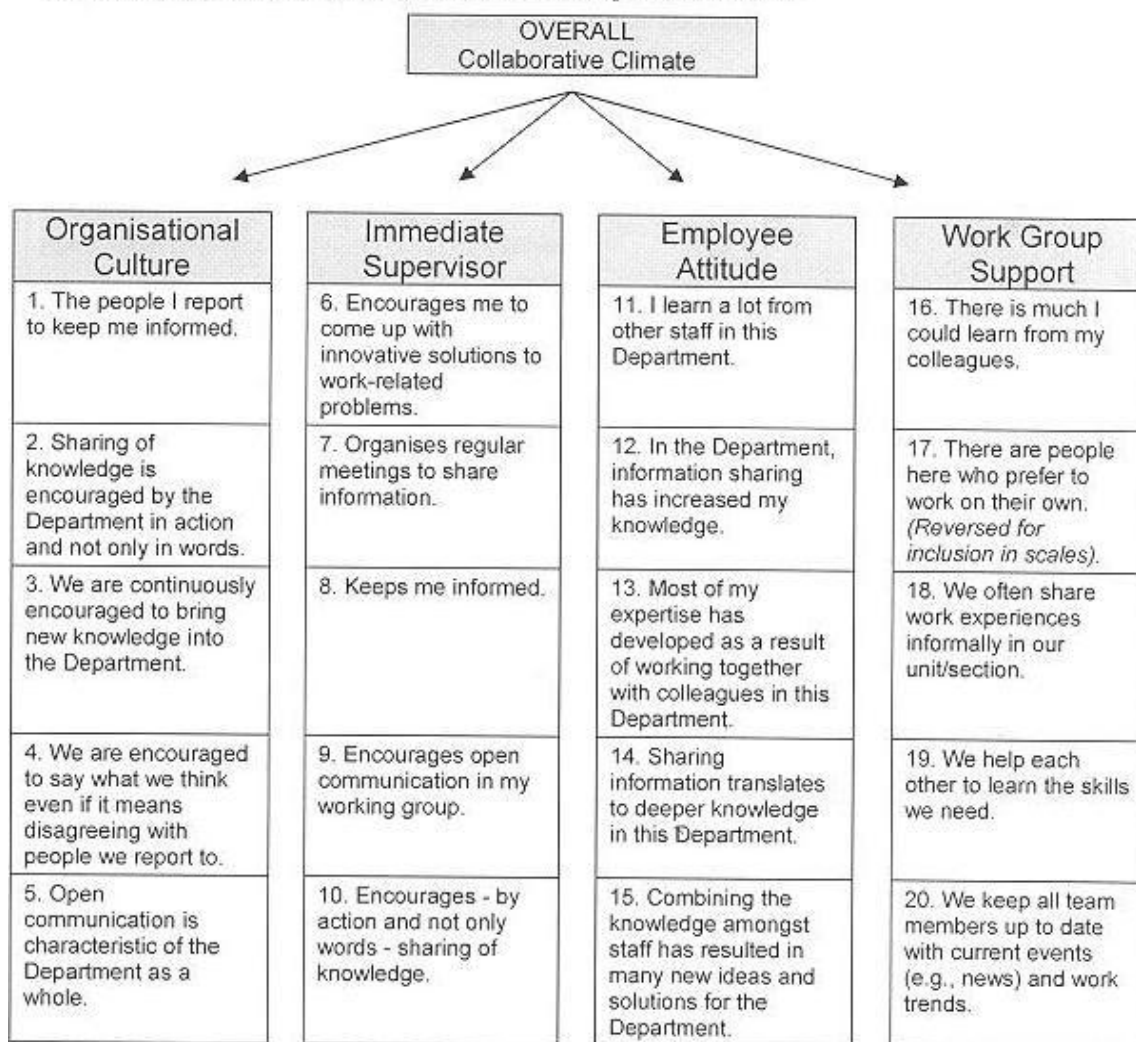 OVERALL
Collaborative Climate
Organisational
Culture
1. The people I report
to keep me informed.
2. Sharing of
knowledge is
encouraged by the
Department in action
and not only in words.
3. We are continuously
encouraged to bring
new knowledge into
the Department.
4. We are encouraged
to say what we think
even if it means
disagreeing with
people we report to.
5. Open
communication is
characteristic of the
Department as a
whole.
Immediate
Supervisor
6. Encourages me to
come up with
innovative solutions to
work-related
problems.
7. Organises regular
meetings to share
information.
8. Keeps me informed.
9. Encourages open
communication in my
working group.
10. Encourages - by
action and not only
words - sharing of
knowledge.
Employee
Attitude
11. I learn a lot from
other staff in this
Department.
12. In the Department,
information sharing
has increased my
knowledge.
13. Most of my
expertise has
developed as a result
of working together
with colleagues in this
Department.
14. Sharing
information translates
to deeper knowledge
in this Department.
15. Combining the
knowledge amongst
staff has resulted in
many new ideas and
solutions for the
Department.
Work Group
Support
16. There is much I
could learn from my
colleagues.
17. There are people
here who prefer to
work on their own.
(Reversed for
inclusion in scales).
18. We often share
work experiences
informally in our
unit/section.
19. We help each
other to learn the skills
we need.
20. We keep all team
members up to date
with current events
(e.g., news) and work
trends.